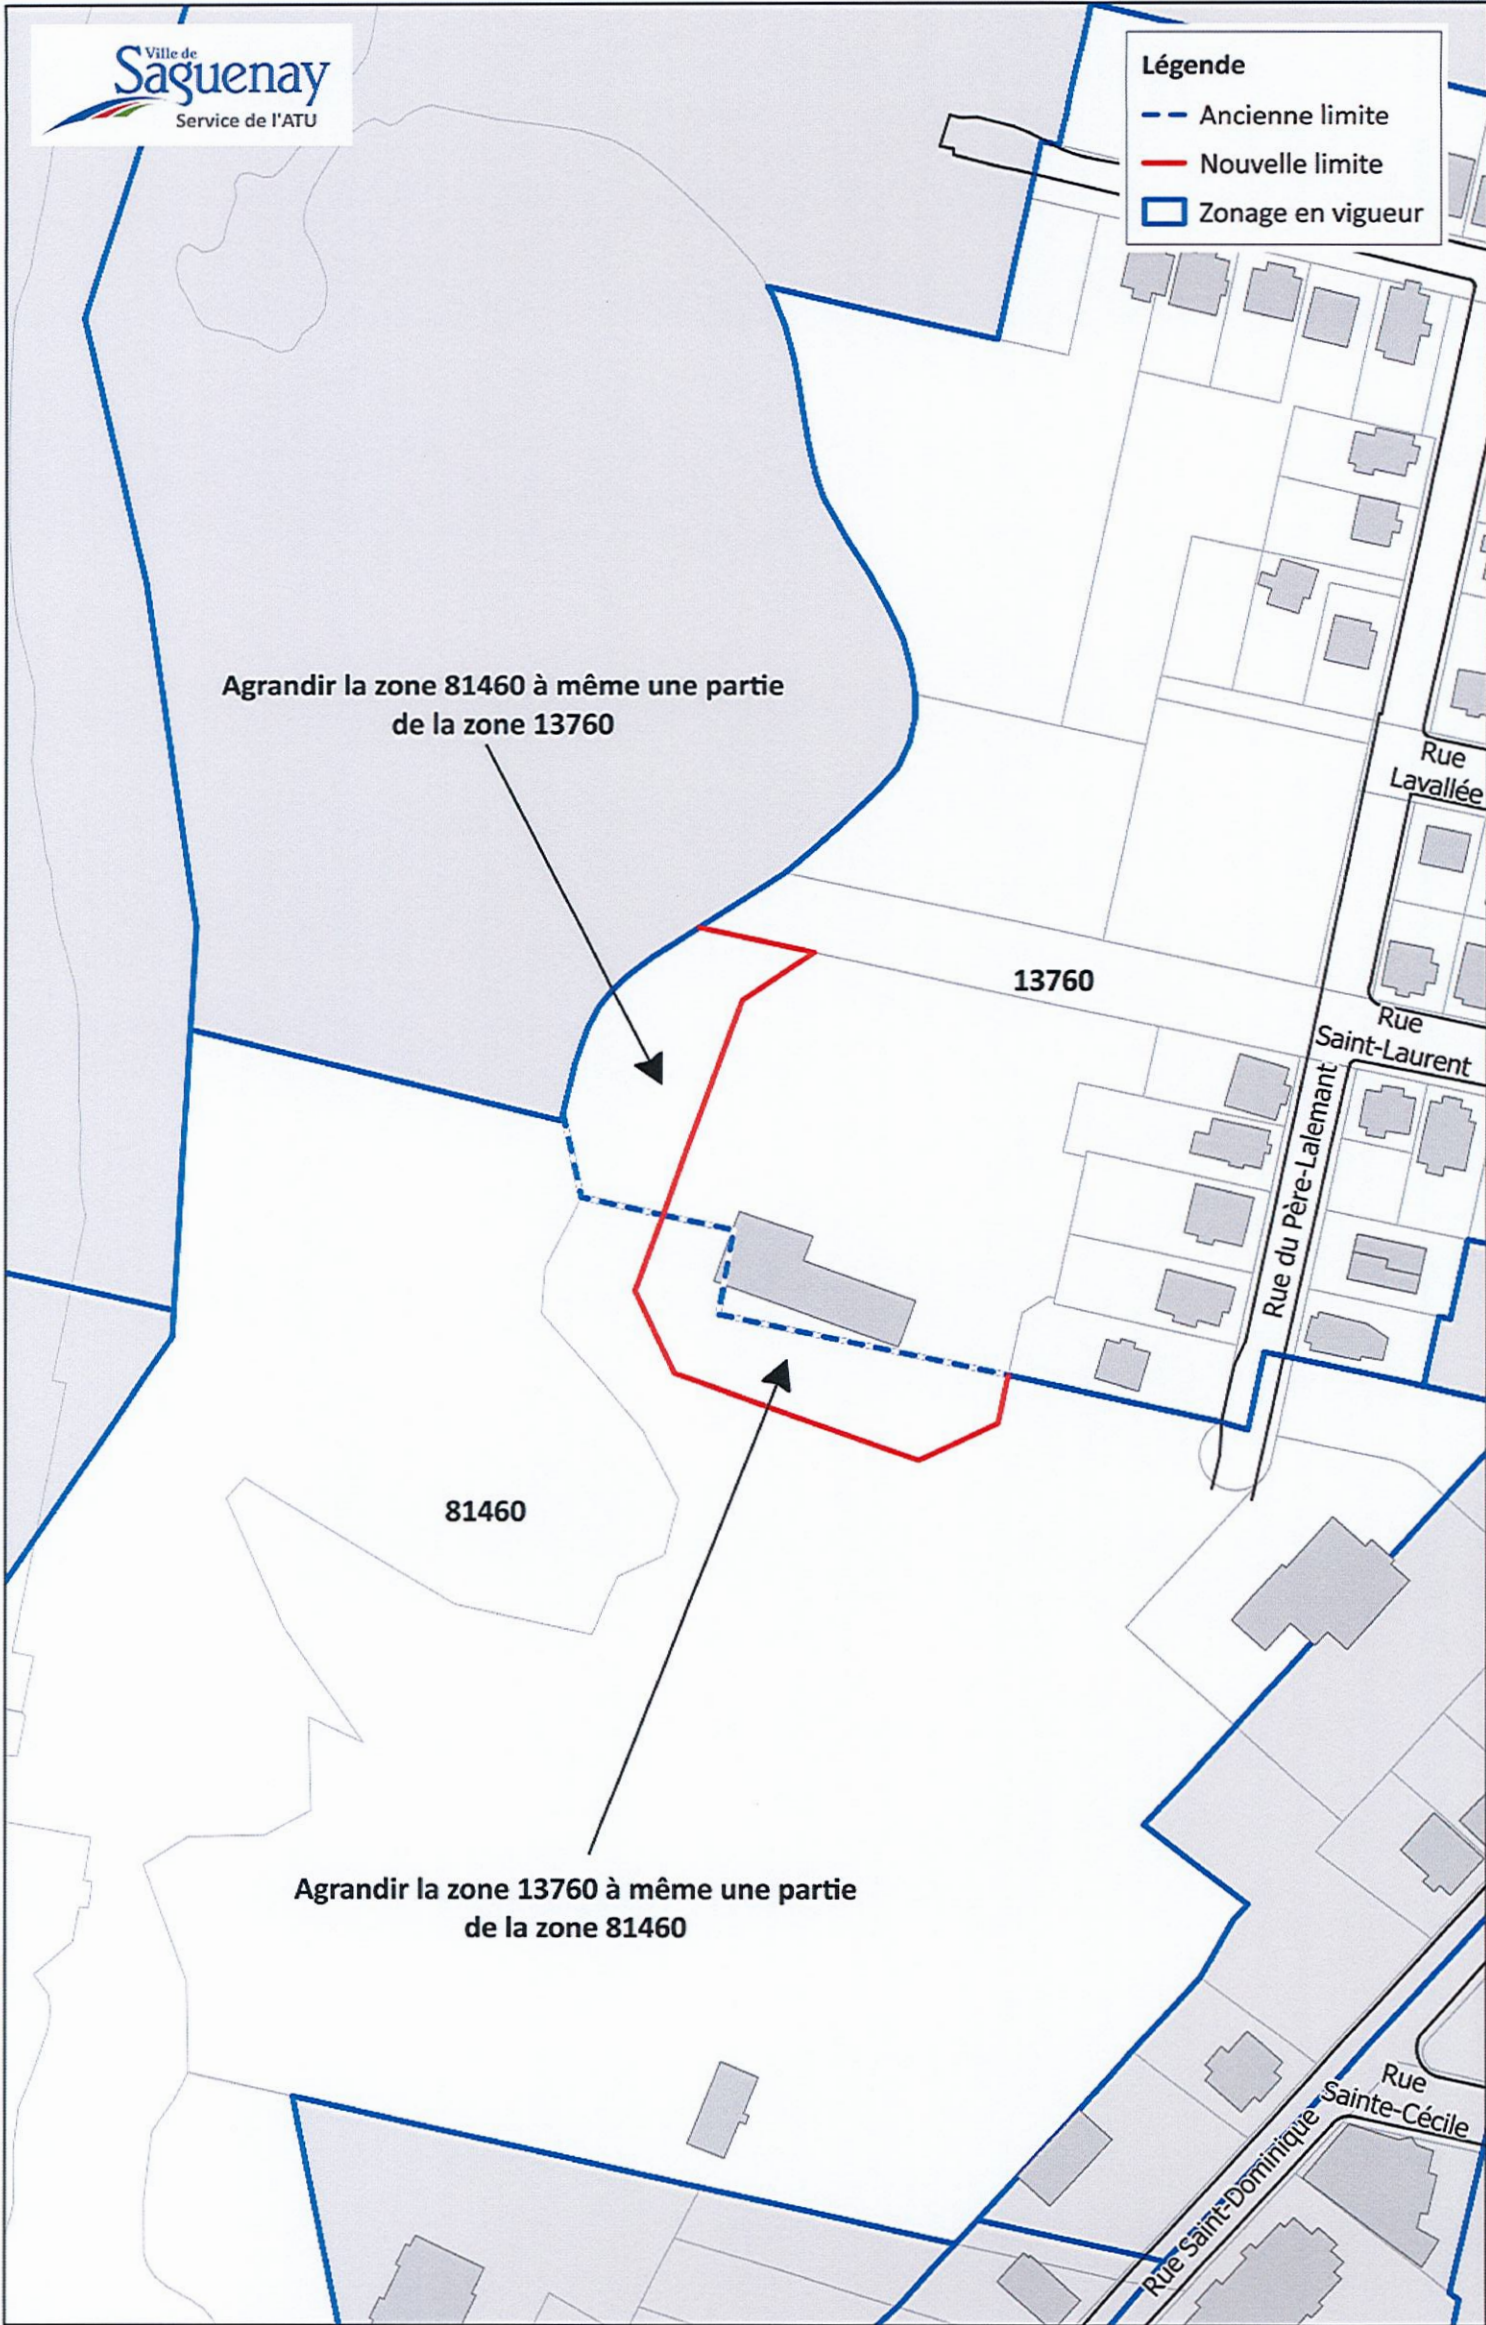 Ville de
Saguenay
Service de l'ATU
Légende
Ancienne limite
Nouvelle limite
Zonage en vigueur
Agrandir la zone 81460 à même une partie
de la zone 13760
Rue
Lavallée
13760
Rue
Saint-Laurent
Rue du Père-Lalemant
81460
Agrandir la zone 13760 à même une partie
de la zone 81460
Rue
Sainte-Cécile
Rue Saint-Dominique